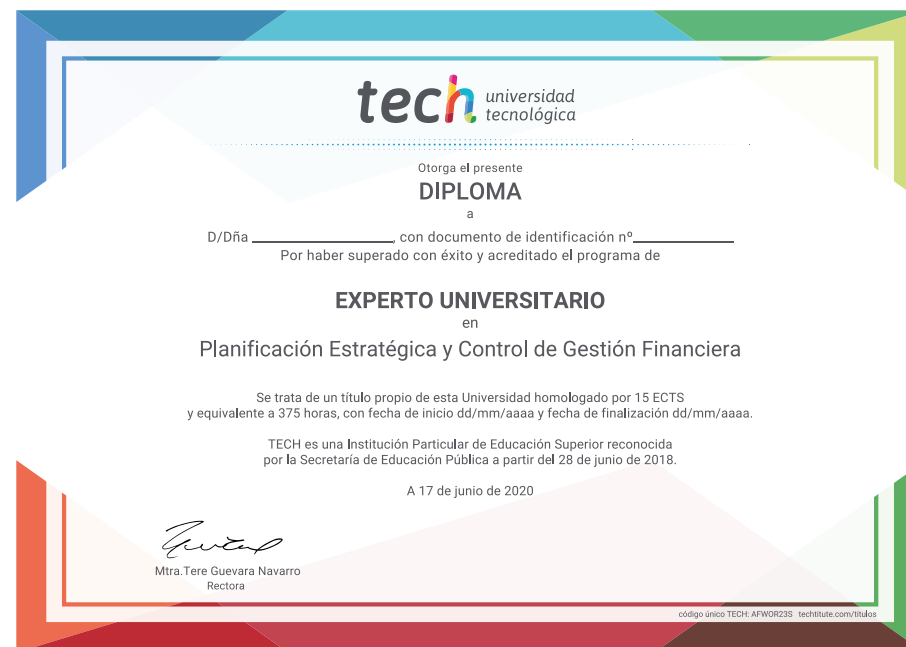 tech universidad
tecnológica
Otorga el presente
DIPLOMA
a
D/Dña ____________________, con documento de identificación nº______________
Por haber superado con éxito y acreditado el programa de
EXPERTO UNIVERSITARIO
en
Planificación Estratégica y Control de Gestión Financiera
Se trata de un título propio de esta Universidad homologado por 15 ECTS
y equivalente a 375 horas, con fecha de inicio dd/mm/aaaa y fecha de finalización dd/mm/aaaa.
TECH es una Institución Particular de Educación Superior reconocida
por la Secretaría de Educación Pública a partir del 28 de junio de 2018.
A 17 de junio de 2020
Mtra.Tere Guevara Navarro
Rectora
código único TECH: AFWOR23S techtitute.com/titulos